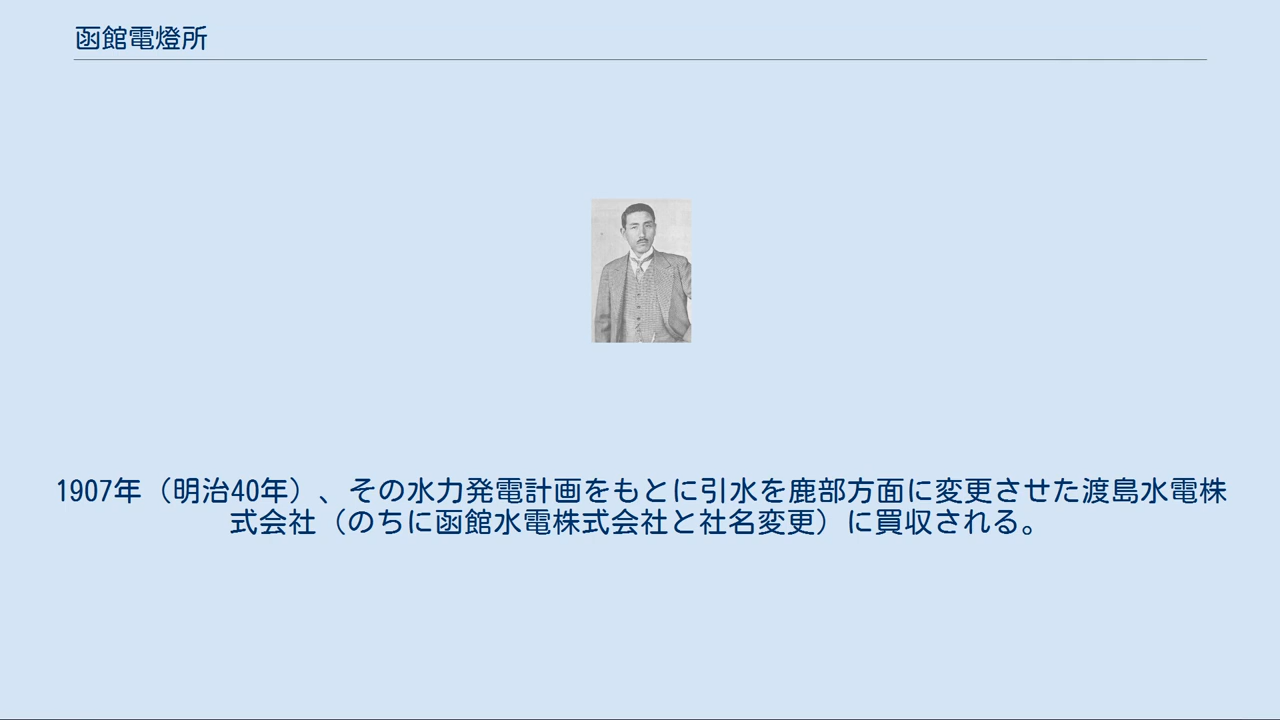 函館電燈所
1907年（明治40年）、その水力発電計画をもとに引水を鹿部方面に変更させた渡島水電株
式会社（のちに函館水電株式会社と社名変更）に買収される。